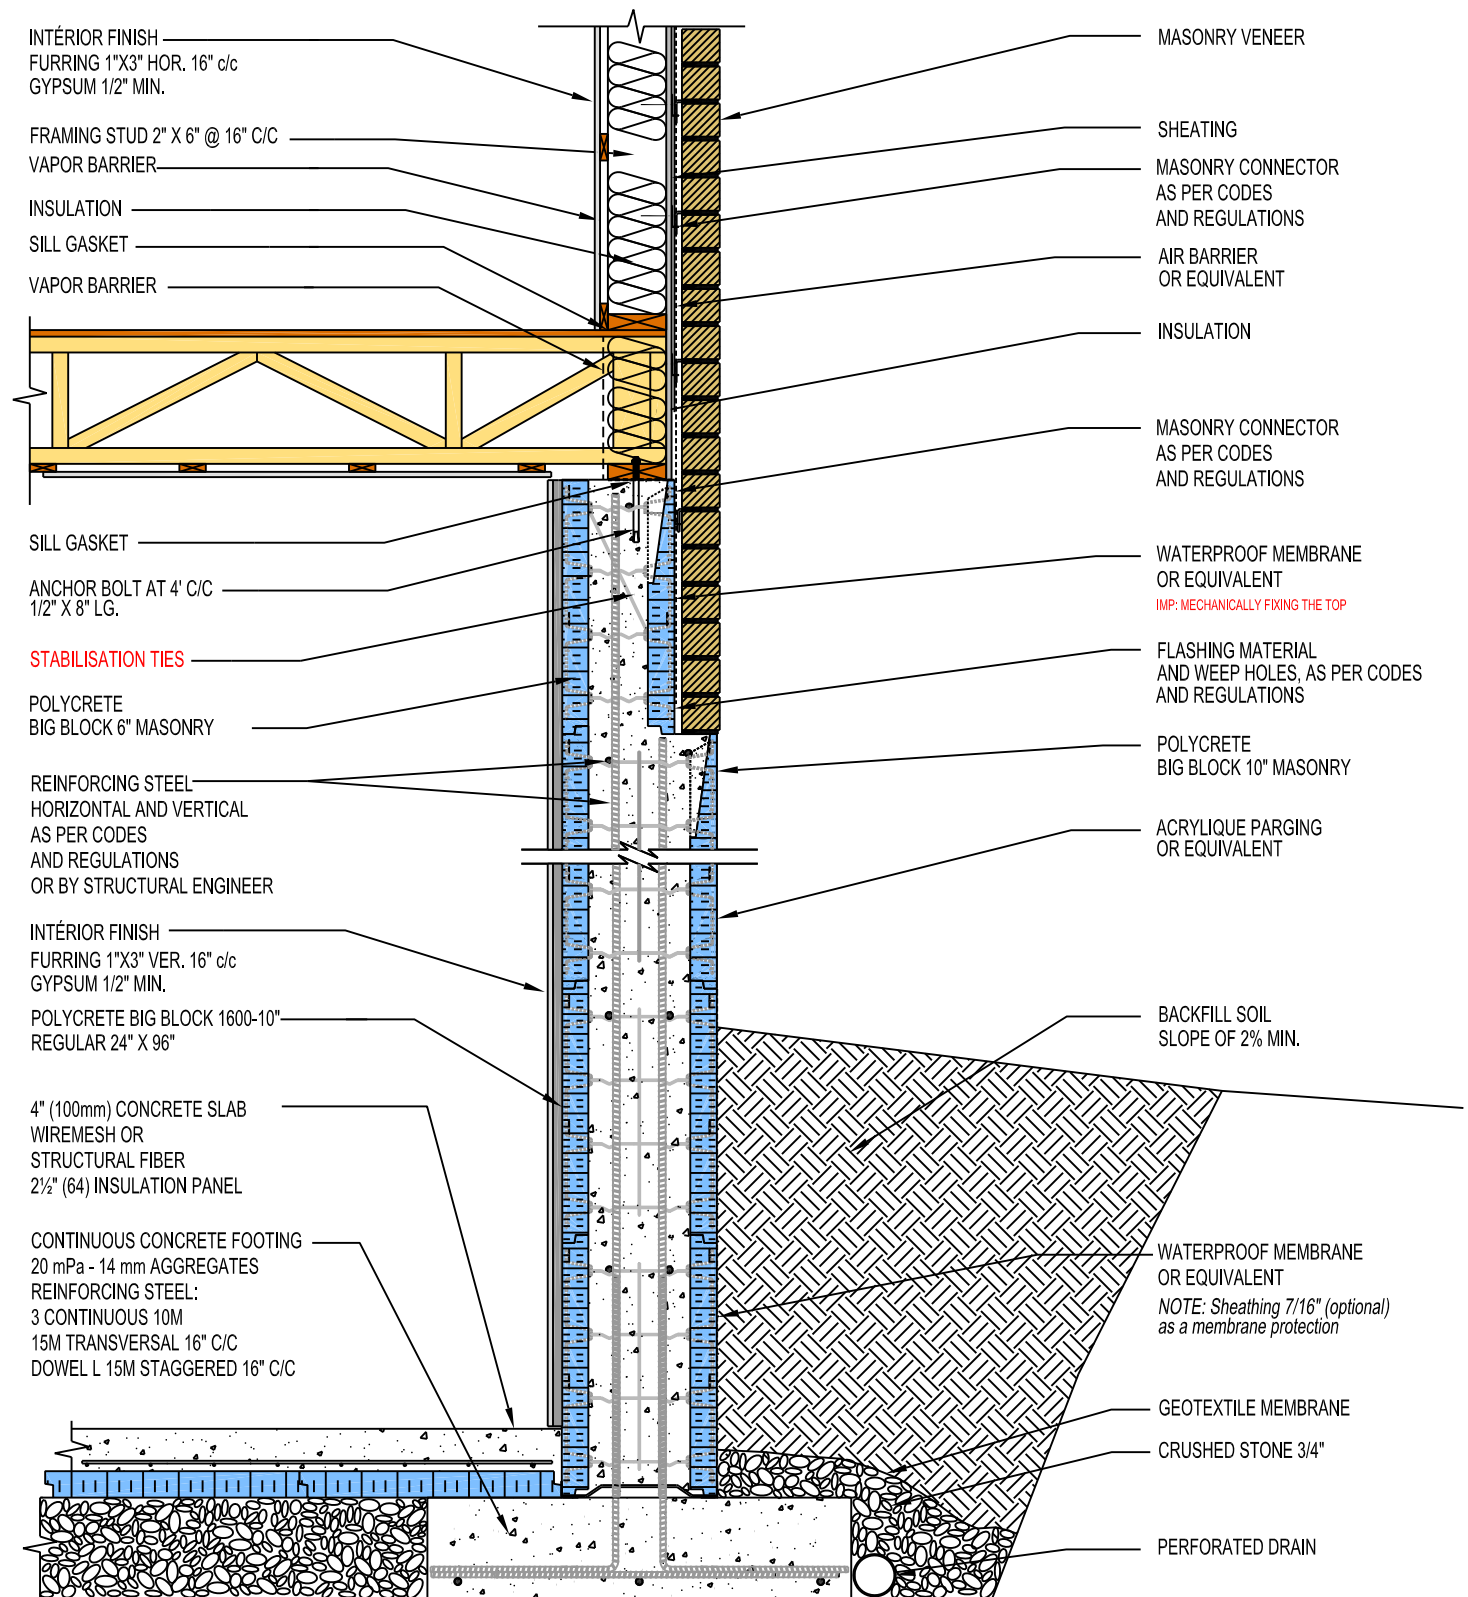 INTÉRIOR FINISH
FURRING 1"X3" HOR. 16" c/c
GYPSUM 1/2" MIN.
FRAMING STUD 2" X 6" @ 16" C/C
VAPOR BARRIER
INSULATION
SILL GASKET
VAPOR BARRIER
SILL GASKET
ANCHOR BOLT AT 4' C/C
1/2" X 8" LG.
STABILISATION TIES
POLYCRETE
BIG BLOCK 6" MASONRY
REINFORCING STEEL
HORIZONTAL AND VERTICAL
AS PER CODES
AND REGULATIONS
OR BY STRUCTURAL ENGINEER
INTÉRIOR FINISH
FURRING 1"X3" VER. 16" c/c
GYPSUM 1/2" MIN.
POLYCRETE BIG BLOCK 1600-10"
REGULAR 24" X 96"
4" (100mm) CONCRETE SLAB
WIREMESH OR
STRUCTURAL FIBER
2½" (64) INSULATION PANEL
CONTINUOUS CONCRETE FOOTING
20 mPa - 14 mm AGGREGATES
REINFORCING STEEL:
3 CONTINUOUS 10M
15M TRANSVERSAL 16" C/C
DOWEL L 15M STAGGERED 16" C/C
MASONRY VENEER
SHEATING
MASONRY CONNECTOR
AS PER CODES
AND REGULATIONS
AIR BARRIER
OR EQUIVALENT
INSULATION
MASONRY CONNECTOR
AS PER CODES
AND REGULATIONS
WATERPROOF MEMBRANE
OR EQUIVALENT
IMP: MECHANICALLY FIXING THE TOP
FLASHING MATERIAL
AND WEEP HOLES, AS PER CODES
AND REGULATIONS
POLYCRETE
BIG BLOCK 10" MASONRY
ACRYLIQUE PARGING
OR EQUIVALENT
BACKFILL SOIL
SLOPE OF 2% MIN.
WATERPROOF MEMBRANE
OR EQUIVALENT
NOTE: Sheathing 7/16" (optional)
as a membrane protection
GEOTEXTILE MEMBRANE
CRUSHED STONE 3/4"
PERFORATED DRAIN